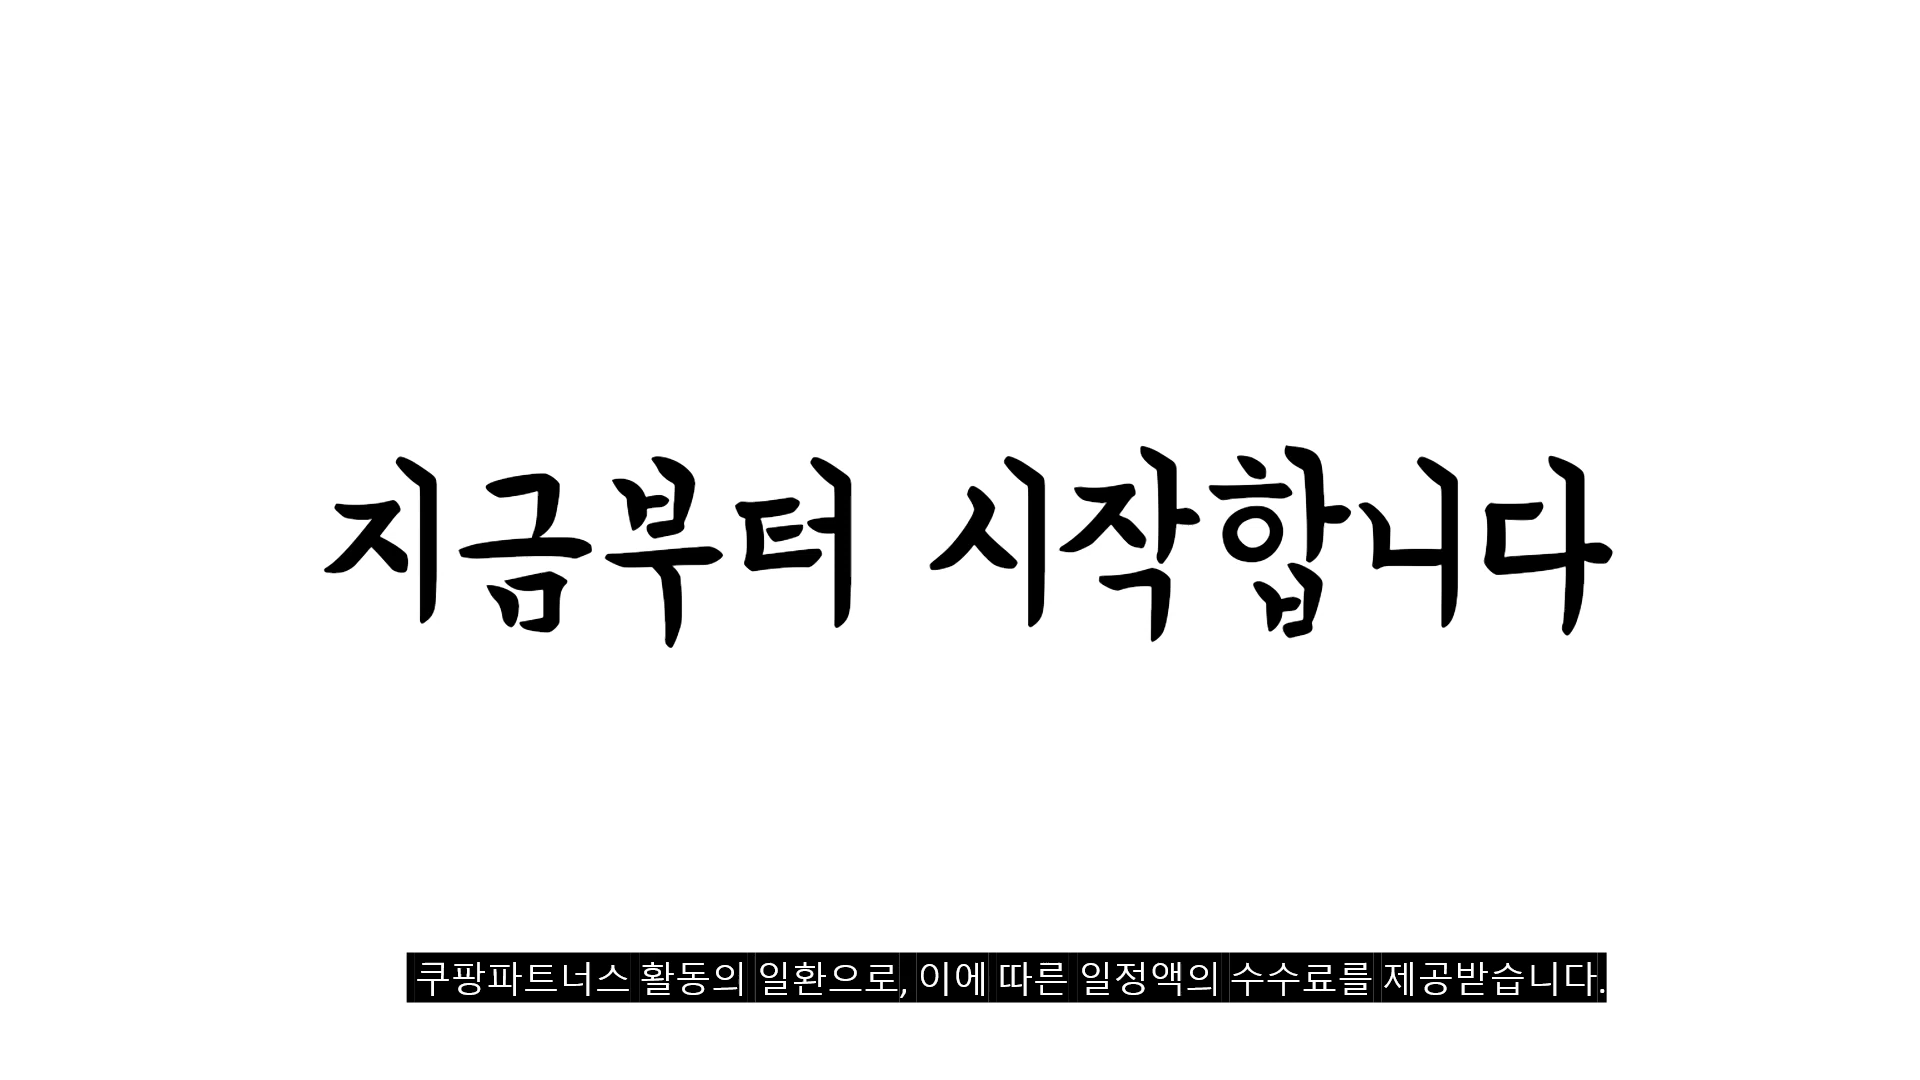 지금부터 시작합니다
쿠팡파트너스 활동의 일환으로, 이에 따른 일정액의 수수료를 제공받습니다.